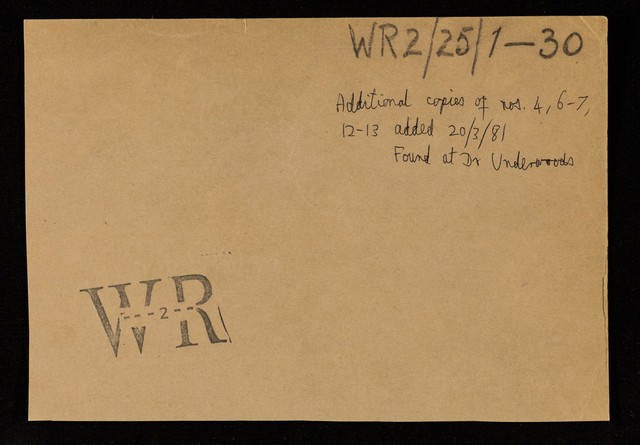 WR2/25/1-30
Additional copies of nos. 4, 6-7,
12-13 added 20/3/81
Found at Dr Underwoods
W---2---R